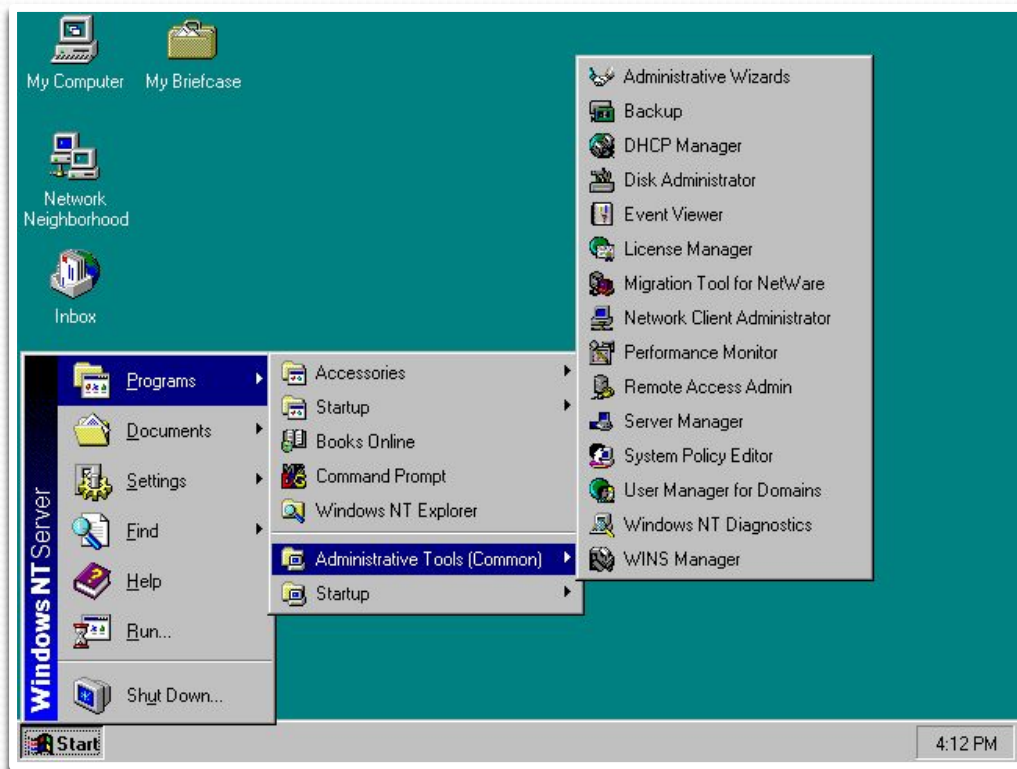 My Computer
My Briefcase
Network
Neighborhood
Inbox
Windows NT Server
Programs
Documents
Settings
Find
Help
Run...
Shut Down...
Accessories
Startup
Books Online
Command Prompt
Windows NT Explorer
Administrative Tools (Common)
Startup
Administrative Wizards
Backup
DHCP Manager
Disk Administrator
Event Viewer
License Manager
Migration Tool for NetWare
Network Client Administrator
Performance Monitor
Remote Access Admin
Server Manager
System Policy Editor
User Manager for Domains
Windows NT Diagnostics
WINS Manager
Start
4:12 PM